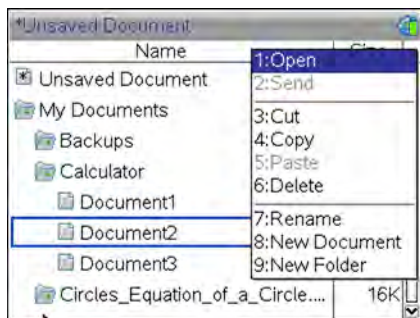 *Unsaved Document
Name
Size
Unsaved Document
My Documents
Backups
Calculator
Document1
Document2
Document3
Circles_Equation_of_a_Circle....
16K
1:Open
2:Send
3:Cut
4:Copy
5:Paste
6:Delete
7:Rename
8:New Document
9:New Folder